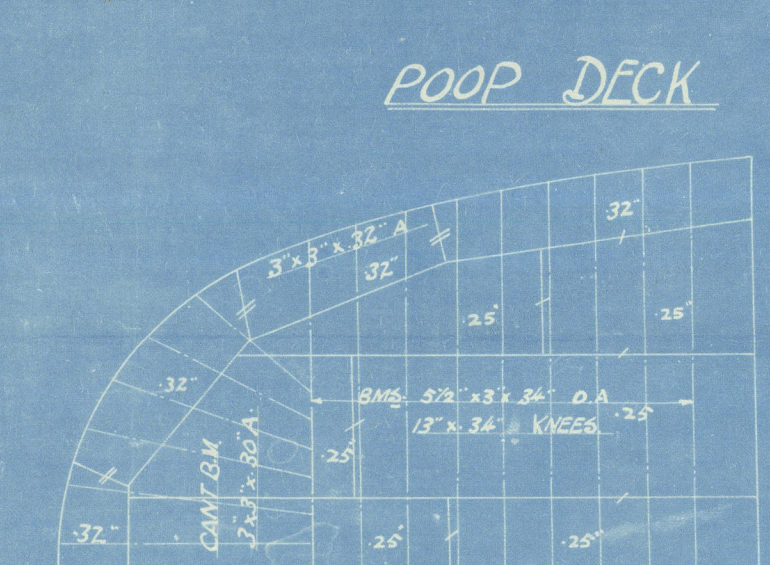 POOP DECK
.32"
3" x 3" x .32" A
.32"
.25"
.25"
.32"
BMS. 5½" x 3" x .34" O.A
.25
13" x .34" KNEES.
.25"
CANT BM.
3" x 3" x .30" A.
.32"
.25"
.25"